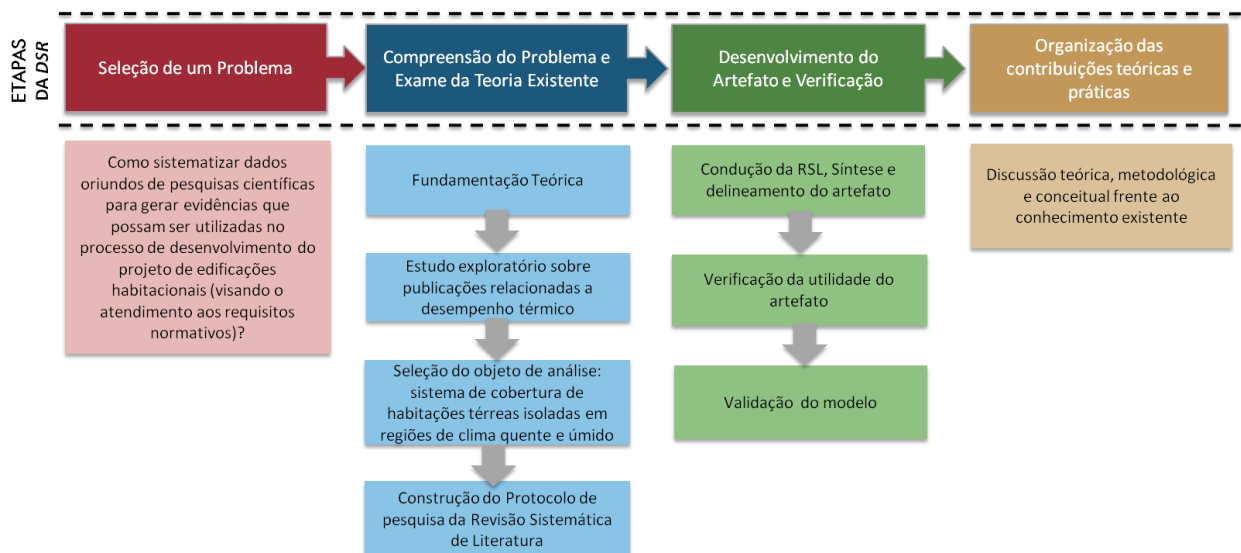 ETAPAS
DA DSR
Seleção de um Problema
Compreensão do Problema e
Exame da Teoria Existente
Desenvolvimento do
Artefato e Verificação
Organização das
contribuições teóricas e
práticas
Como sistematizar dados
oriundos de pesquisas científicas
para gerar evidências que
possam ser utilizadas no
processo de desenvolvimento do
projeto de edificações
habitacionais (visando o
atendimento aos requisitos
normativos)?
Fundamentação Teórica
Estudo exploratório sobre
publicações relacionadas a
desempenho térmico
Seleção do objeto de análise:
sistema de cobertura de
habitações térreas isoladas em
regiões de clima quente e úmido
Construção do Protocolo de
pesquisa da Revisão Sistemática
de Literatura
Condução da RSL, Síntese e
delineamento do artefato
Verificação da utilidade do
artefato
Validação do modelo
Discussão teórica, metodológica
e conceitual frente ao
conhecimento existente